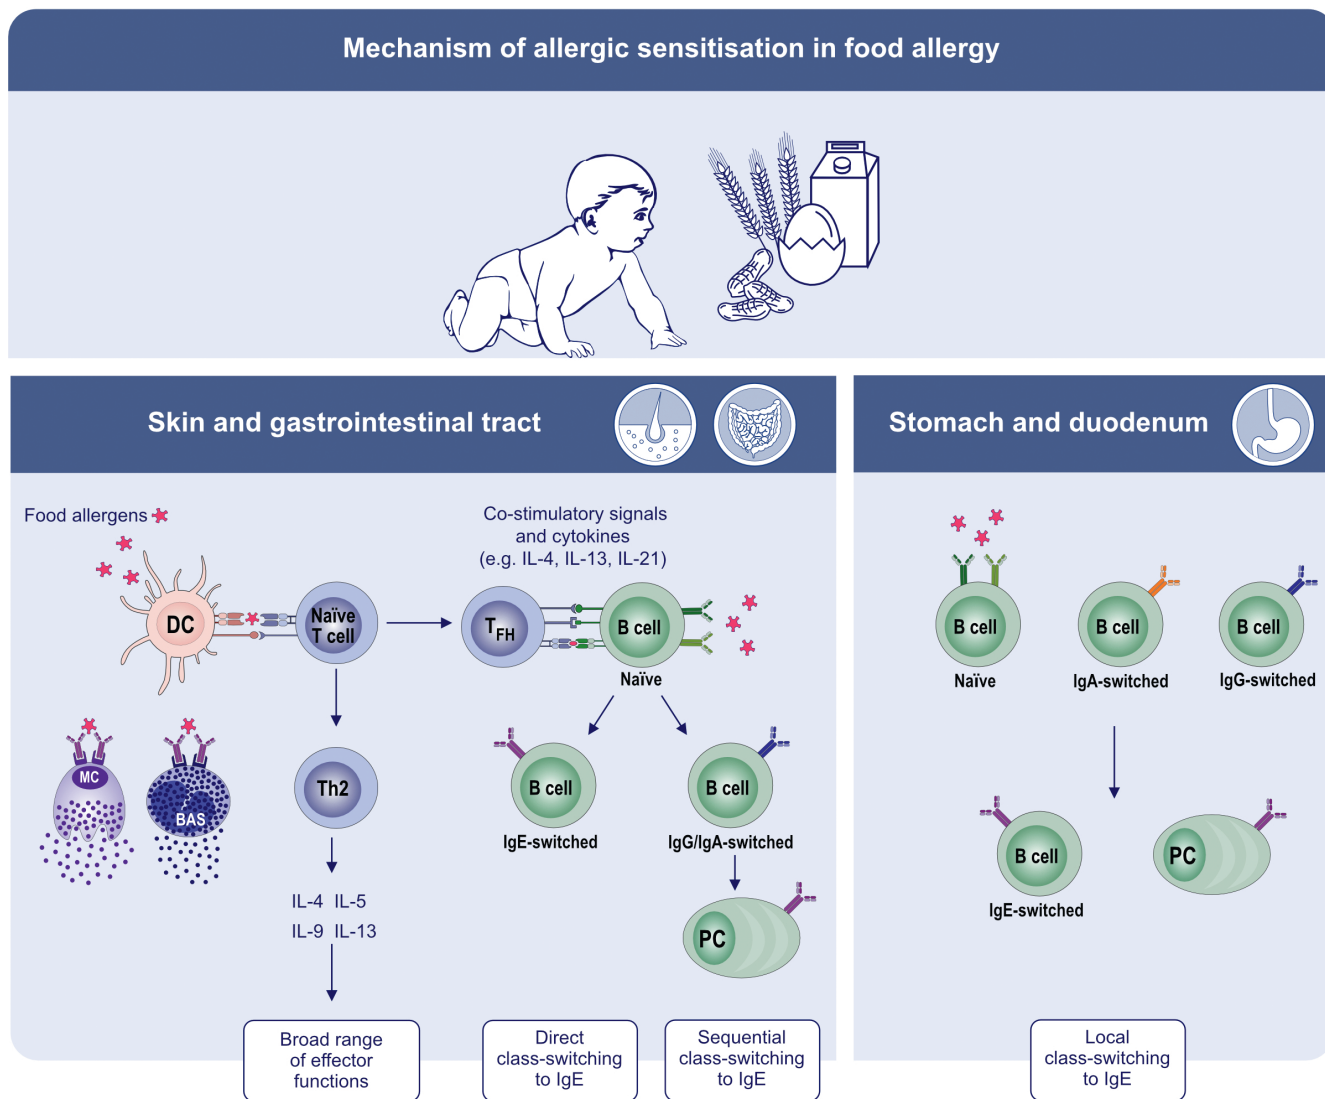 Mechanism of allergic sensitisation in food allergy
Skin and gastrointestinal tract
Food allergens
Co-stimulatory signals
and cytokines
(e.g. IL-4, IL-13, IL-21)
DC
Naïve
T cell
TFH
B cell
Naïve
MC
BAS
Th2
B cell
IgE-switched
B cell
IgG/IgA-switched
IL-4 IL-5
IL-9 IL-13
PC
Broad range
of effector
functions
Direct
class-switching
to IgE
Sequential
class-switching
to IgE
Stomach and duodenum
B cell
Naïve
B cell
IgA-switched
B cell
IgG-switched
B cell
IgE-switched
PC
Local
class-switching
to IgE